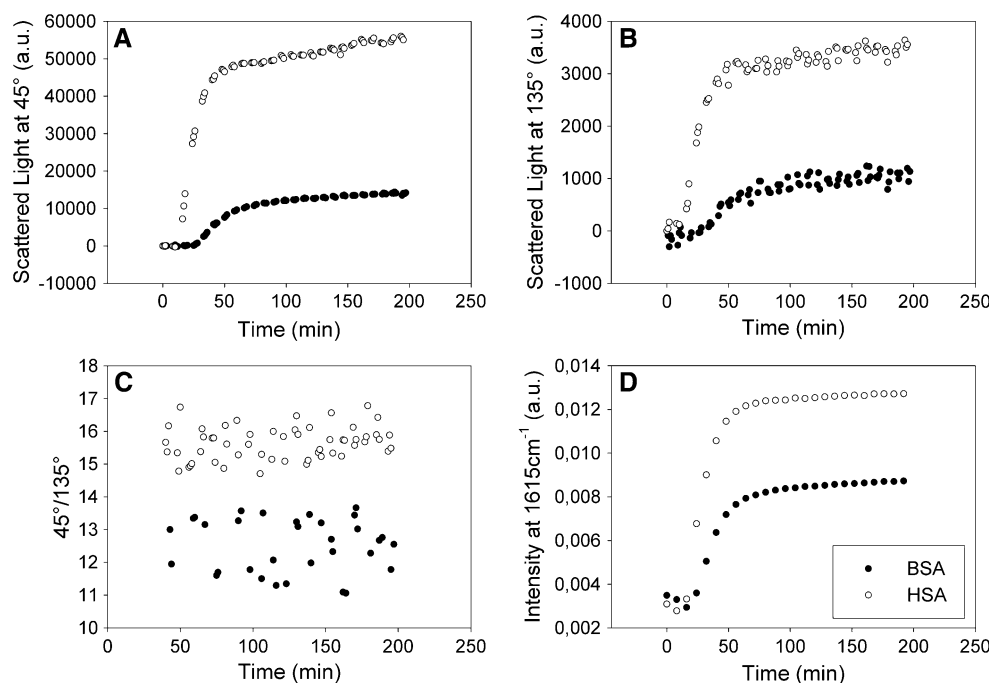 A
Scattered Light at 45° (a.u.)
60000
50000
40000
30000
20000
10000
0
-10000
0 50 100 150 200 250
Time (min)
B
Scattered Light at 135° (a.u.)
4000
3000
2000
1000
0
-1000
0 50 100 150 200 250
Time (min)
C
45°/135°
18
17
16
15
14
13
12
11
10
0 50 100 150 200 250
Time (min)
D
Intensity at 1615cm⁻¹ (a.u.)
0,014
0,012
0,010
0,008
0,006
0,004
0,002
0 50 100 150 200 250
Time (min)
BSA
HSA